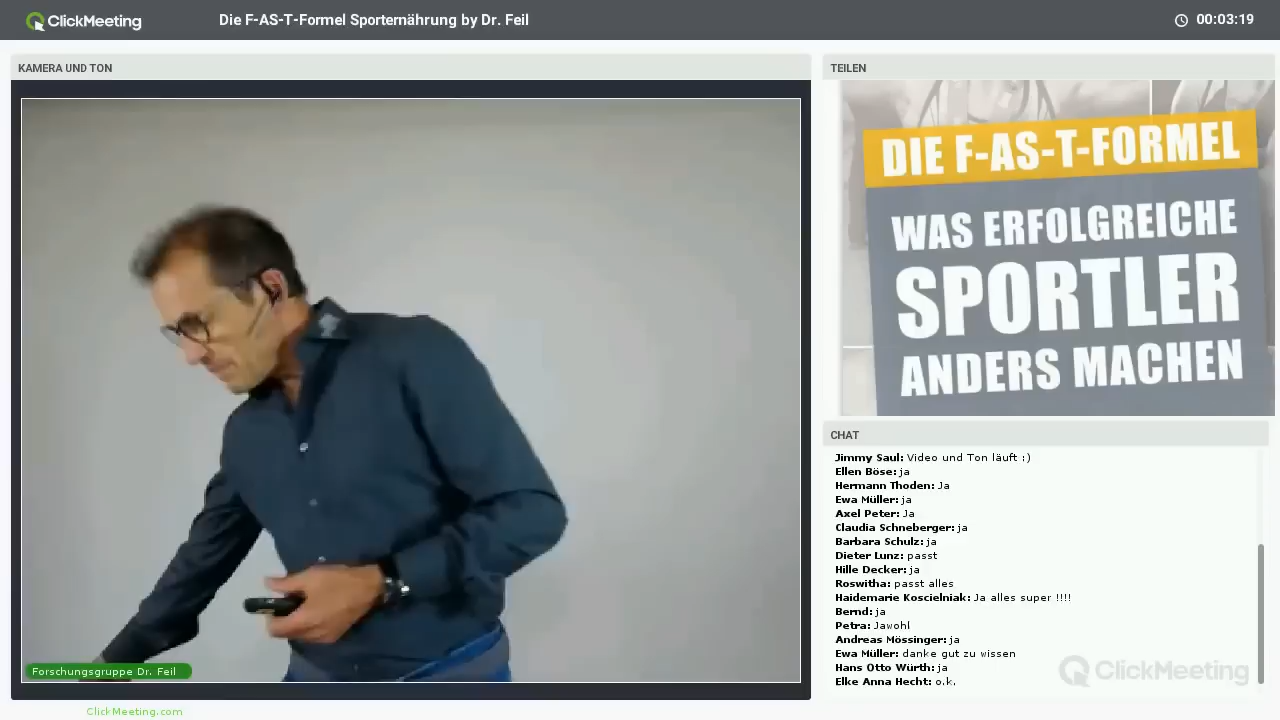 ClickMeeting
Die F-AS-T-Formel Sporternährung by Dr. Feil
00:03:19
KAMERA UND TON
Forschungsgruppe Dr. Feil
ClickMeeting.com
TEILEN
DIE F-AS-T-FORMEL
WAS ERFOLGREICHE
SPORTLER
ANDERS MACHEN
CHAT
Jimmy Saul: Video und Ton läuft :)
Ellen Böse: ja
Hermann Thoden: Ja
Ewa Müller: ja
Axel Peter: Ja
Claudia Schneberger: ja
Barbara Schulz: ja
Dieter Lunz: passt
Hille Decker: ja
Roswitha: passt alles
Haidemarie Koscielniak: Ja alles super !!!!
Bernd: ja
Petra: Jawohl
Andreas Mössinger: ja
Ewa Müller: danke gut zu wissen
Hans Otto Würth: ja
Elke Anna Hecht: o.k.
ClickMeeting